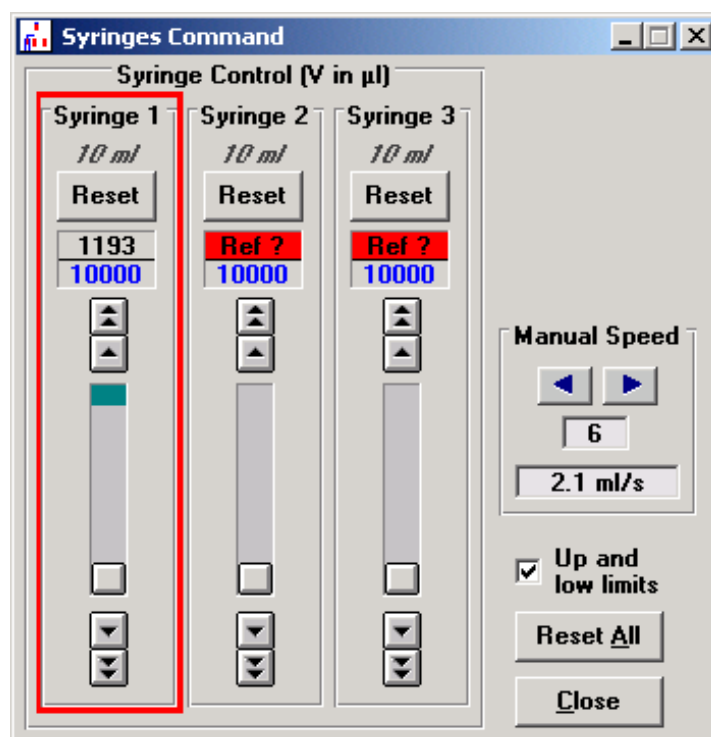 Syringes Command
Syringe Control (V in µl)
Syringe 1 Syringe 2 Syringe 3
10 ml 10 ml 10 ml
Reset Reset Reset
1193 Ref ? Ref ?
10000 10000 10000
Manual Speed
6
2.1 ml/s
Up and
low limits
Reset All
Close